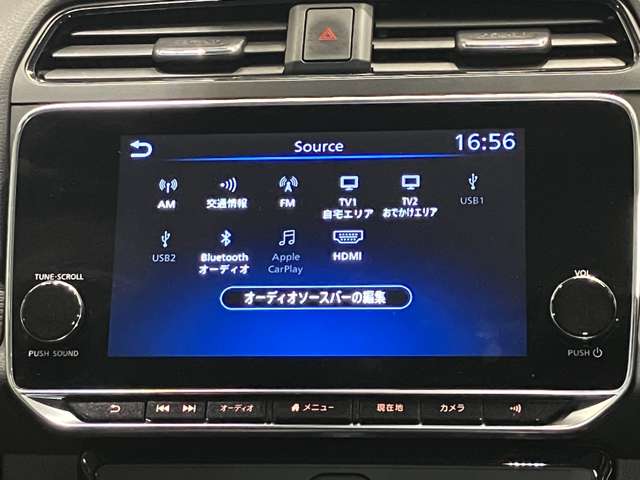 Source
16:56
AM
交通情報
FM
TV1
自宅エリア
TV2
おでかけエリア
USB1
USB2
Bluetooth
オーディオ
Apple
CarPlay
HDMI
オーディオソースバーの編集
TUNE·SCROLL
PUSH SOUND
VOL
PUSH
オーディオ
メニュー
現在地
カメラ